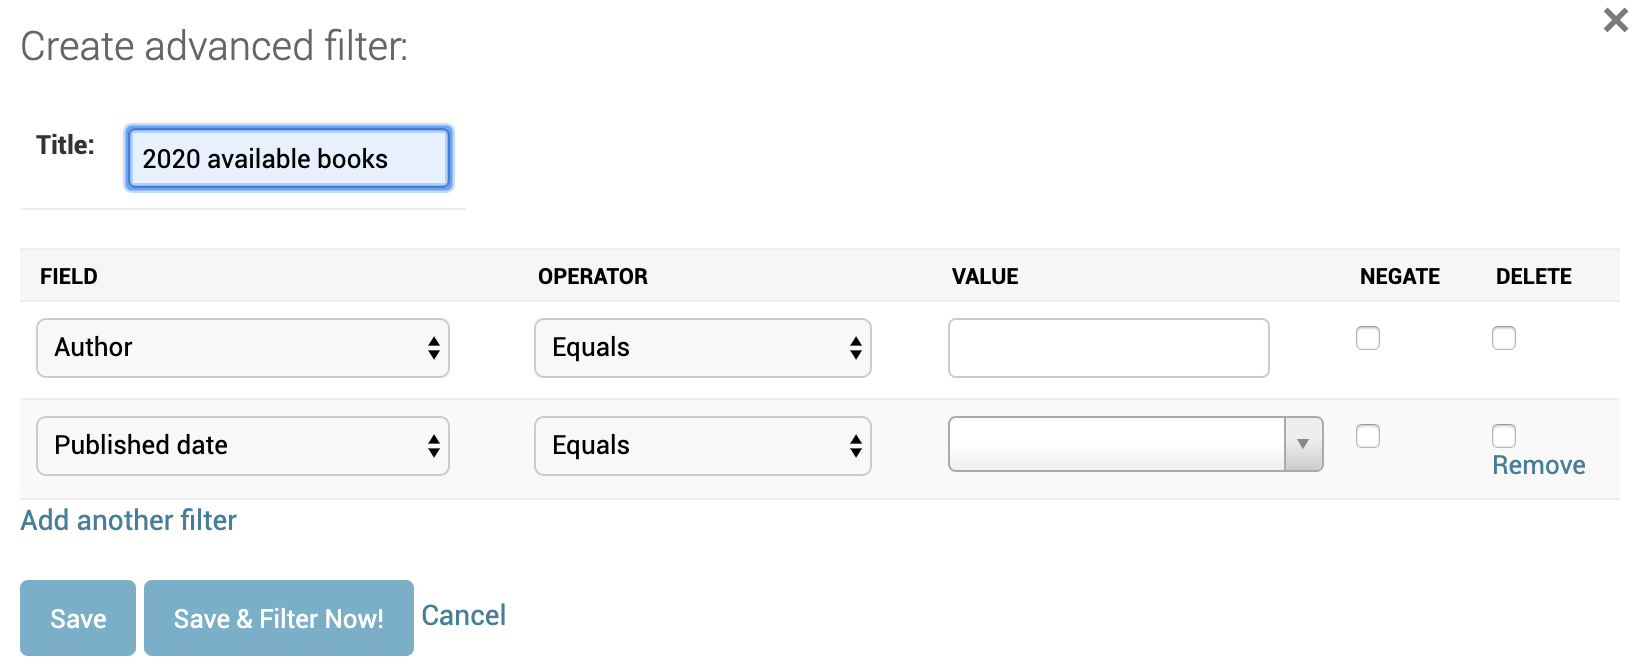 Create advanced filter:
Title: 2020 available books
FIELD OPERATOR VALUE NEGATE DELETE
Author Equals
Published date Equals
Remove
Add another filter
Save Save & Filter Now! Cancel